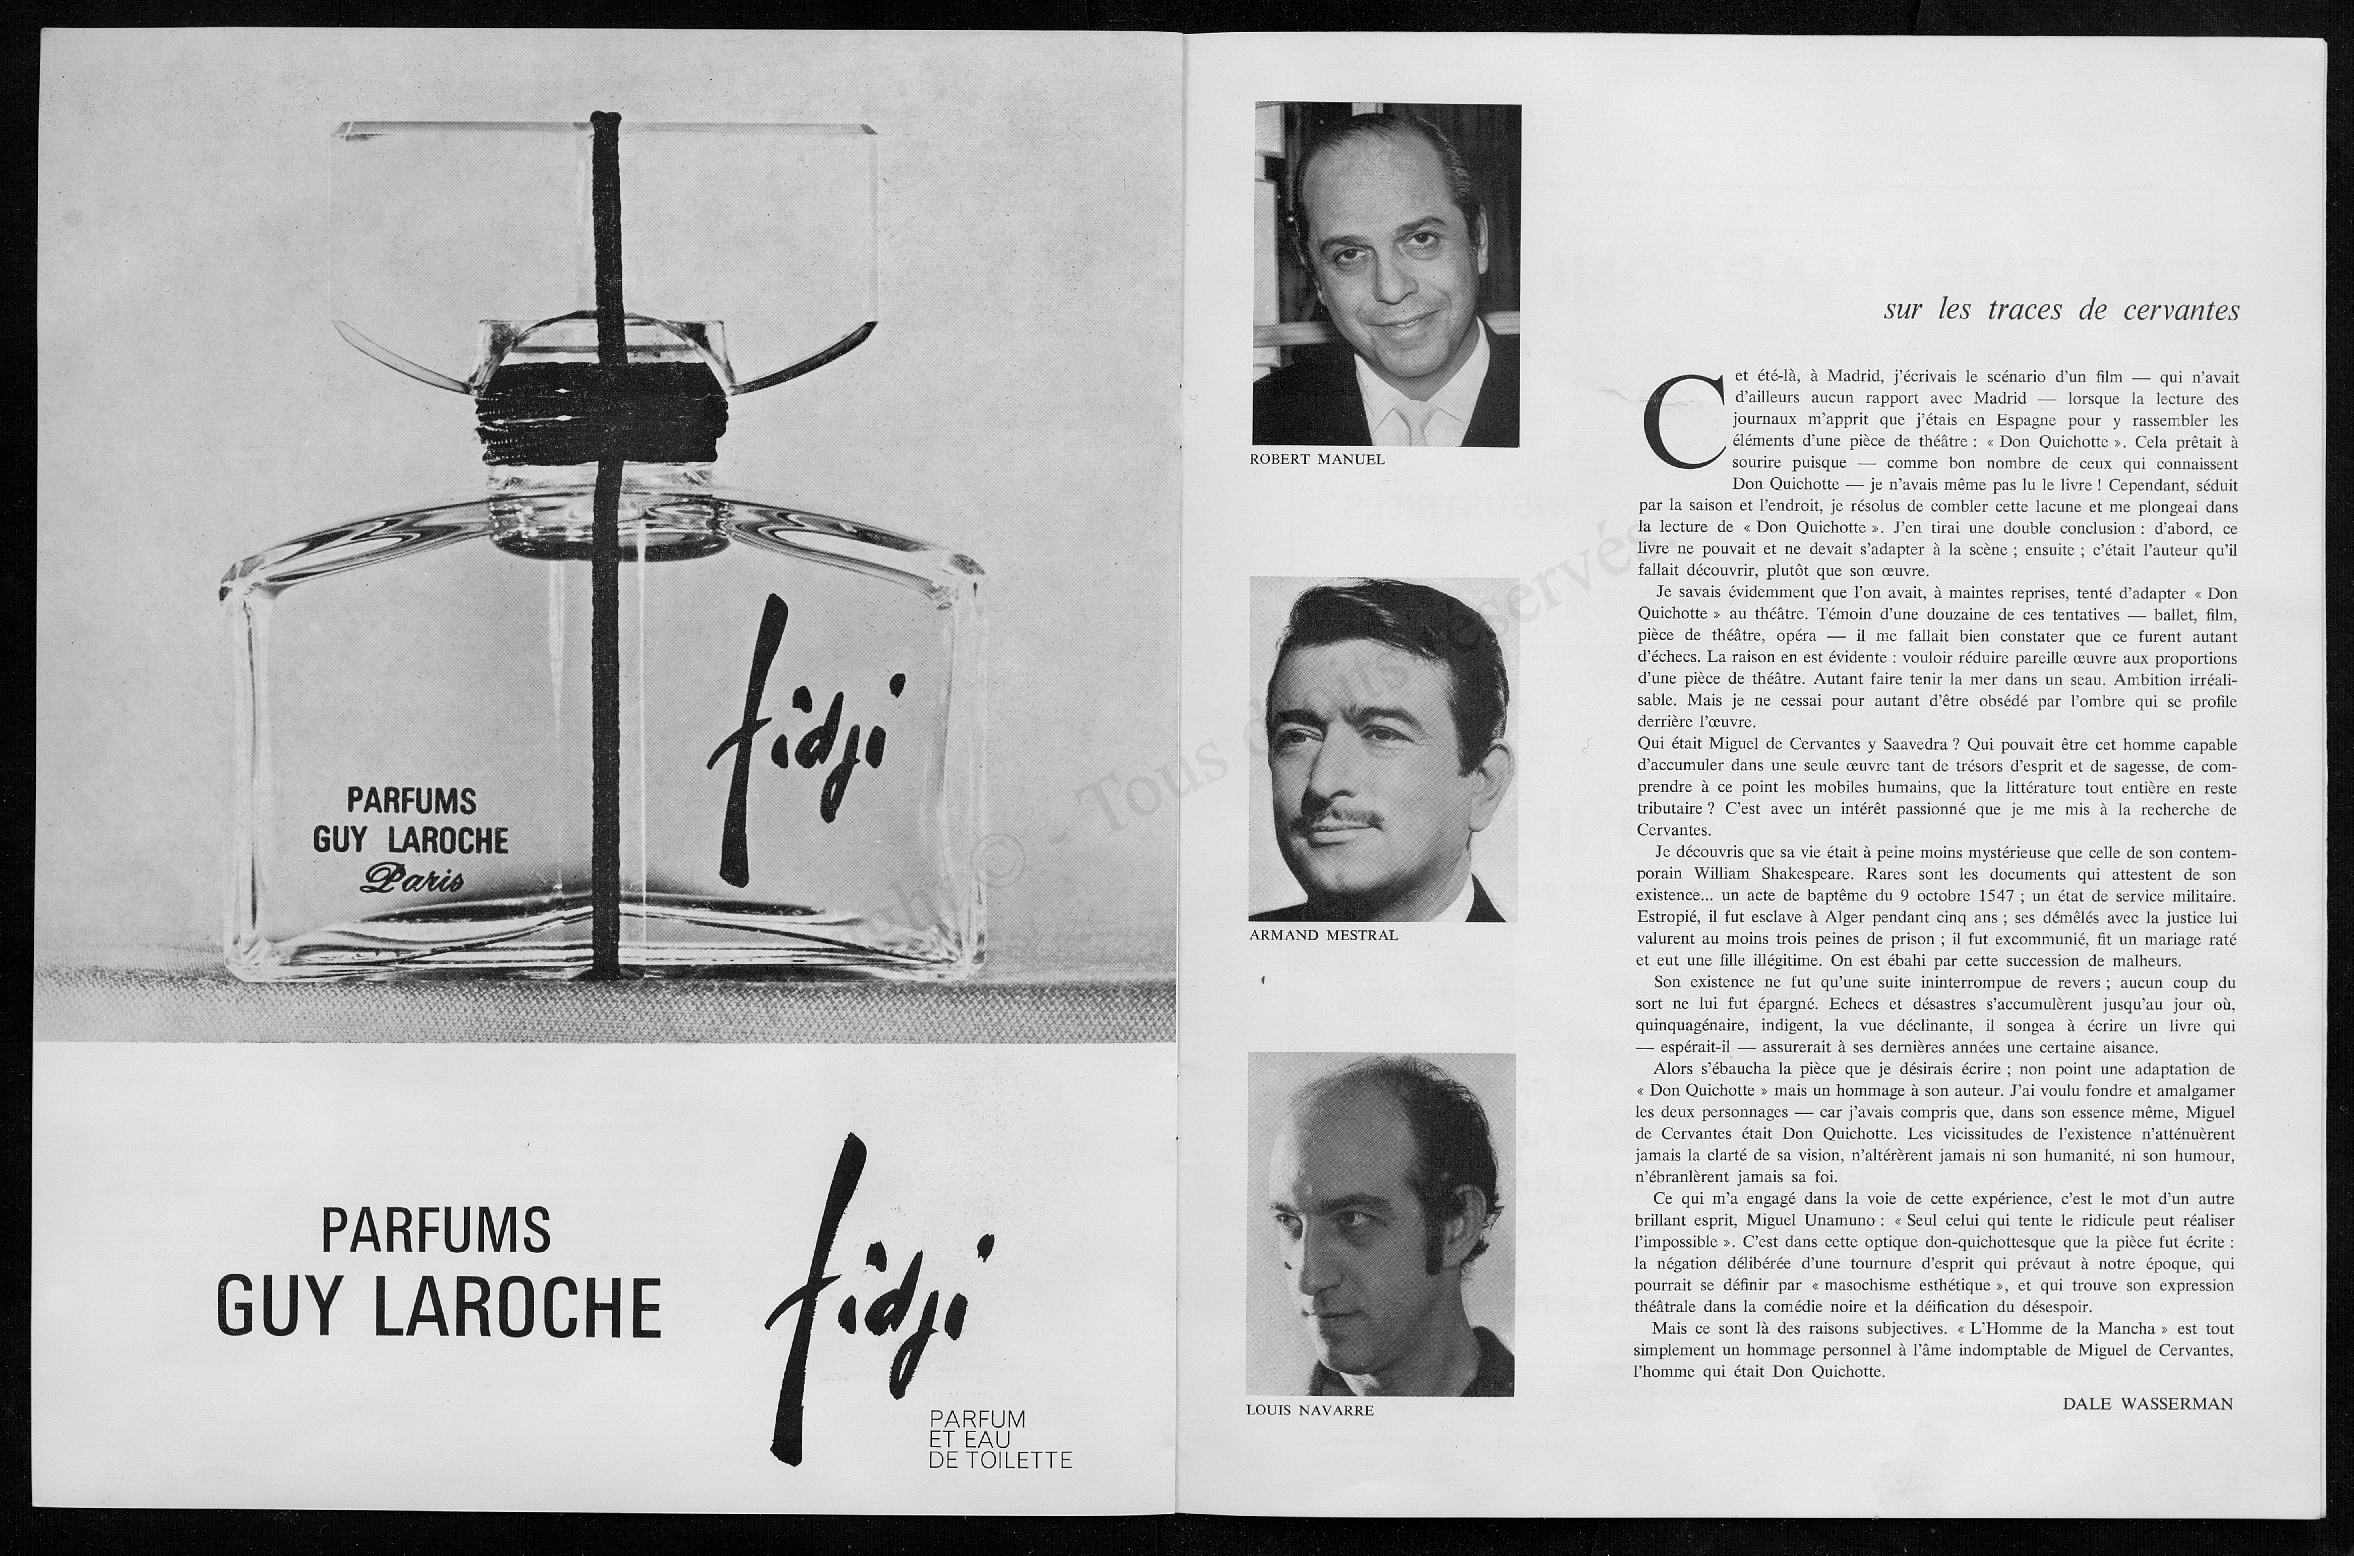 fidji
PARFUMS
GUY LAROCHE
Paris
PARFUMS
GUY LAROCHE
fidji
PARFUM
ET EAU
DE TOILETTE
ROBERT MANUEL
ARMAND MESTRAL
LOUIS NAVARRE
sur les traces de cervantes
Cet été-là, à Madrid, j'écrivais le scénario d'un film — qui n'avait
d'ailleurs aucun rapport avec Madrid — lorsque la lecture des
journaux m'apprit que j'étais en Espagne pour y rassembler les
éléments d'une pièce de théâtre : « Don Quichotte ». Cela prêtait à
sourire puisque — comme bon nombre de ceux qui connaissent
Don Quichotte — je n'avais même pas lu le livre ! Cependant, séduit
par la saison et l'endroit, je résolus de combler cette lacune et me plongeai dans
la lecture de « Don Quichotte ». J'en tirai une double conclusion : d'abord, ce
livre ne pouvait et ne devait s'adapter à la scène ; ensuite ; c'était l'auteur qu'il
fallait découvrir, plutôt que son œuvre.
Je savais évidemment que l'on avait, à maintes reprises, tenté d'adapter « Don
Quichotte » au théâtre. Témoin d'une douzaine de ces tentatives — ballet, film,
pièce de théâtre, opéra — il me fallait bien constater que ce furent autant
d'échecs. La raison en est évidente : vouloir réduire pareille œuvre aux proportions
d'une pièce de théâtre. Autant faire tenir la mer dans un seau. Ambition irréali-
sable. Mais je ne cessai pour autant d'être obsédé par l'ombre qui se profile
derrière l'œuvre.
Qui était Miguel de Cervantes y Saavedra ? Qui pouvait être cet homme capable
d'accumuler dans une seule œuvre tant de trésors d'esprit et de sagesse, de com-
prendre à ce point les mobiles humains, que la littérature tout entière en reste
tributaire ? C'est avec un intérêt passionné que je me mis à la recherche de
Cervantes.
Je découvris que sa vie était à peine moins mystérieuse que celle de son contem-
porain William Shakespeare. Rares sont les documents qui attestent de son
existence... un acte de baptême du 9 octobre 1547 ; un état de service militaire.
Estropié, il fut esclave à Alger pendant cinq ans ; ses démêlés avec la justice lui
valurent au moins trois peines de prison ; il fut excommunié, fit un mariage raté
et eut une fille illégitime. On est ébahi par cette succession de malheurs.
Son existence ne fut qu'une suite ininterrompue de revers ; aucun coup du
sort ne lui fut épargné. Echecs et désastres s'accumulèrent jusqu'au jour où,
quinquagénaire, indigent, la vue déclinante, il songea à écrire un livre qui
— espérait-il — assurerait à ses dernières années une certaine aisance.
Alors s'ébaucha la pièce que je désirais écrire ; non point une adaptation de
« Don Quichotte » mais un hommage à son auteur. J'ai voulu fondre et amalgamer
les deux personnages — car j'avais compris que, dans son essence même, Miguel
de Cervantes était Don Quichotte. Les vicissitudes de l'existence n'atténuèrent
jamais la clarté de sa vision, n'altérèrent jamais ni son humanité, ni son humour,
n'ébranlèrent jamais sa foi.
Ce qui m'a engagé dans la voie de cette expérience, c'est le mot d'un autre
brillant esprit, Miguel Unamuno : « Seul celui qui tente le ridicule peut réaliser
l'impossible ». C'est dans cette optique don-quichottesque que la pièce fut écrite :
la négation délibérée d'une tournure d'esprit qui prévaut à notre époque, qui
pourrait se définir par « masochisme esthétique », et qui trouve son expression
théâtrale dans la comédie noire et la déification du désespoir.
Mais ce sont là des raisons subjectives. « L'Homme de la Mancha » est tout
simplement un hommage personnel à l'âme indomptable de Miguel de Cervantes,
l'homme qui était Don Quichotte.
DALE WASSERMAN
© - Tous droits réservés.